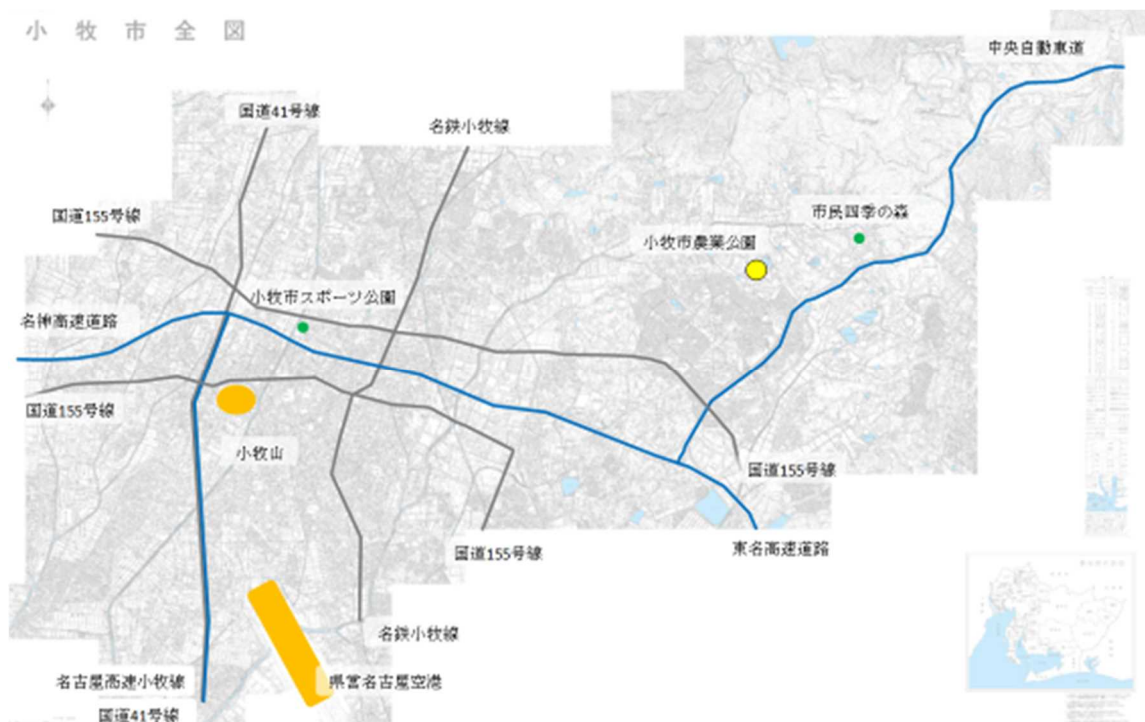 小牧市全図
中央自動車道
国道41号線
名鉄小牧線
国道155号線
市民四季の森
小牧市農業公園
小牧市スポーツ公園
名神高速道路
国道155号線
小牧山
国道155号線
国道155号線
東名高速道路
名鉄小牧線
名古屋高速小牧線
県営名古屋空港
国道41号線